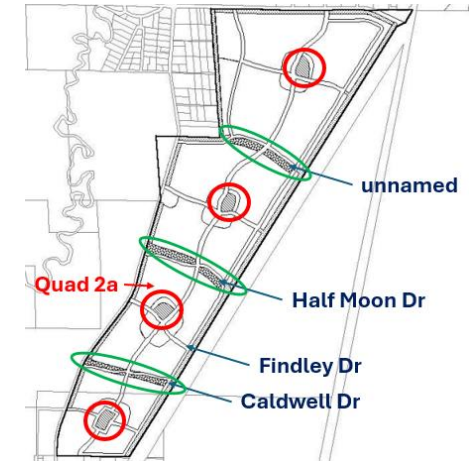 unnamed
Quad 2a
Half Moon Dr
Findley Dr
Caldwell Dr